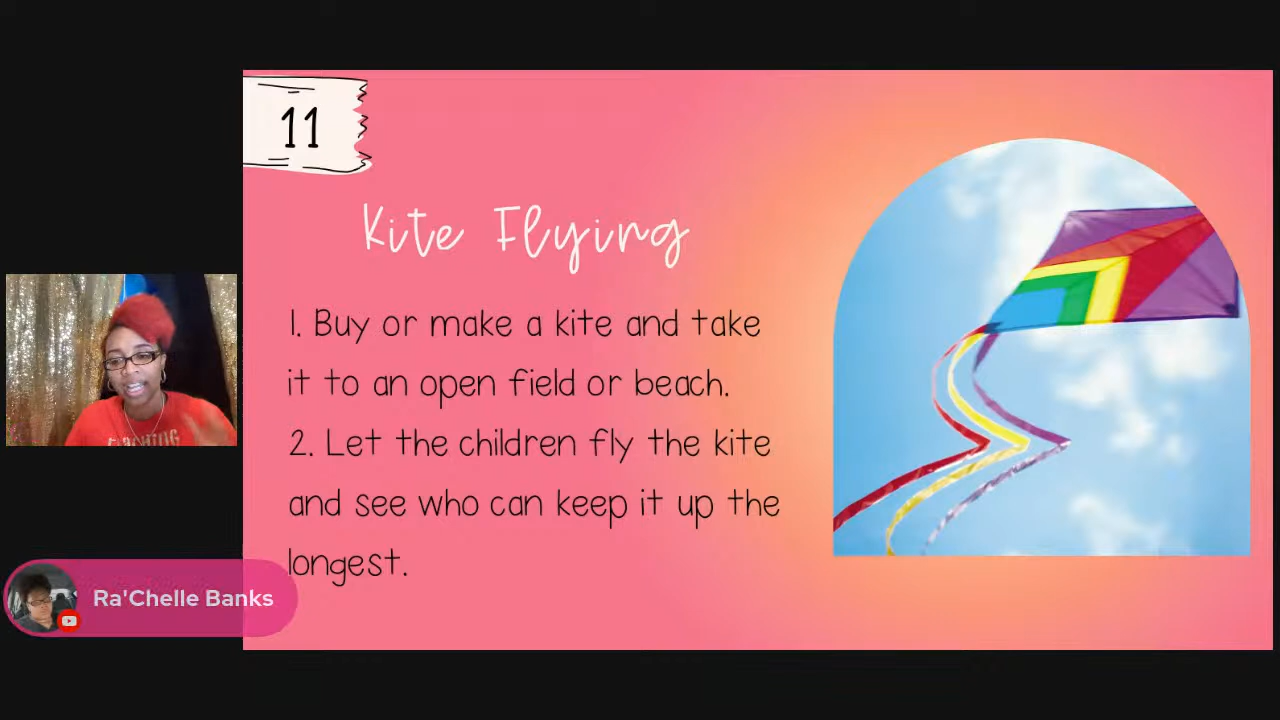 11
Kite Flying
1. Buy or make a kite and take
it to an open field or beach.
2. Let the children fly the kite
and see who can keep it up the
longest.
Ra'Chelle Banks